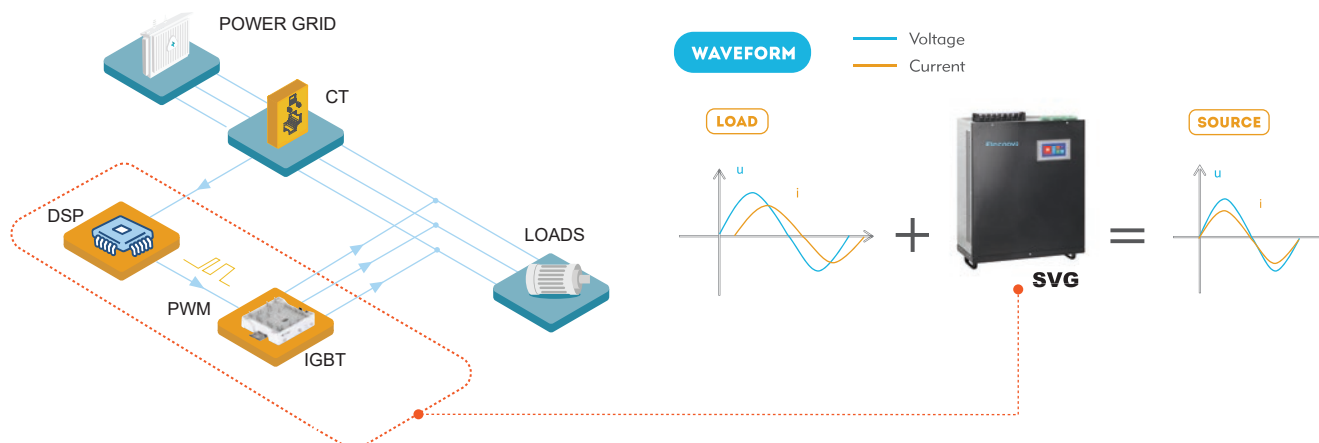 POWER GRID
CT
DSP
PWM
IGBT
LOADS
WAVEFORM
Voltage
Current
LOAD
u
i
+
SVG
=
SOURCE
u
i